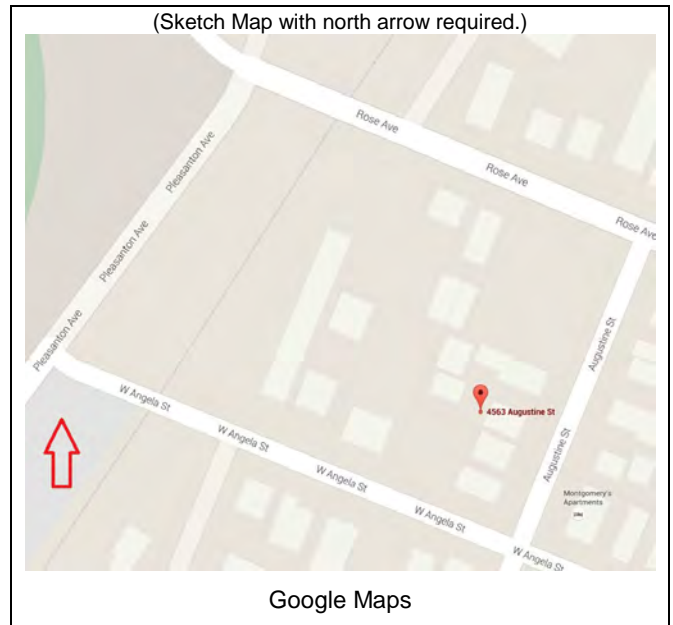 (Sketch Map with north arrow required.)
Rose Ave
Rose Ave
Rose Ave
Pleasanton Ave
Pleasanton Ave
Pleasanton Ave
Augustine St
4563 Augustine St
Augustine St
W Angela St
W Angela St
W Angela St
W Angela St
W Angela St
Montgomery's
Apartments
Google Maps